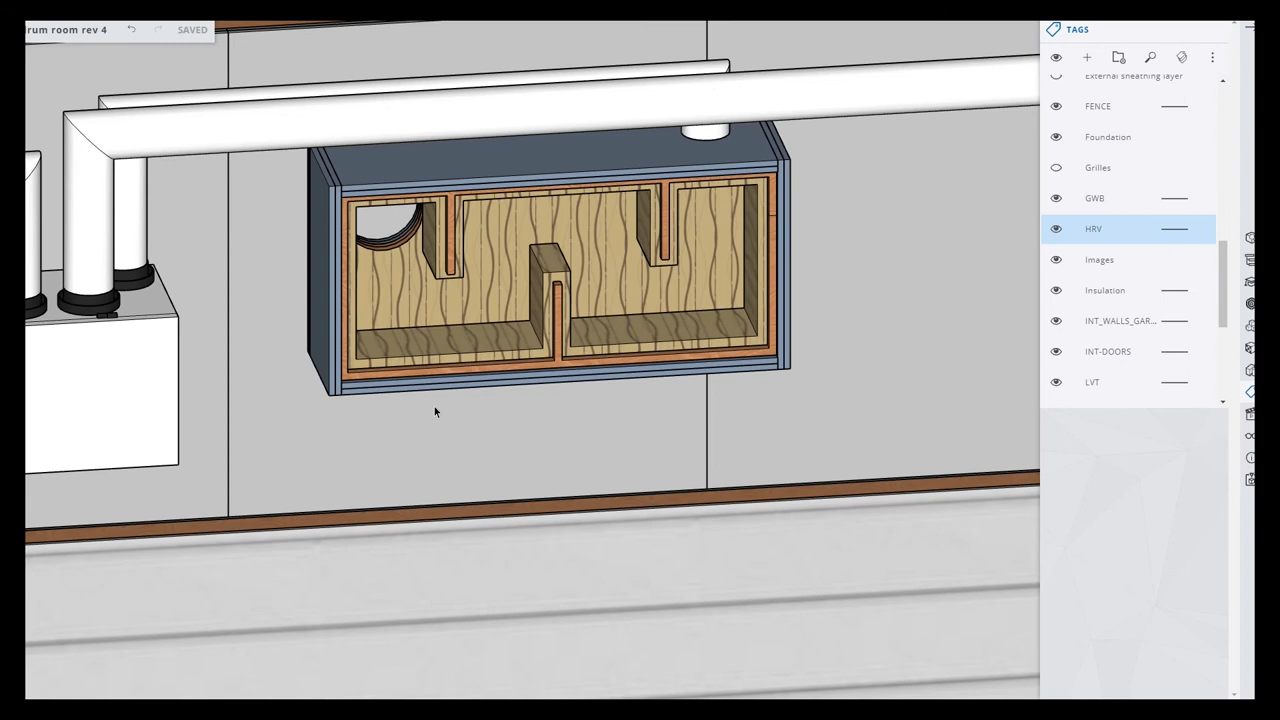 rum room rev 4
SAVED
TAGS
External sheathing layer
FENCE
Foundation
Grilles
GWB
HRV
Images
Insulation
INT_WALLS_GAR...
INT-DOORS
LVT